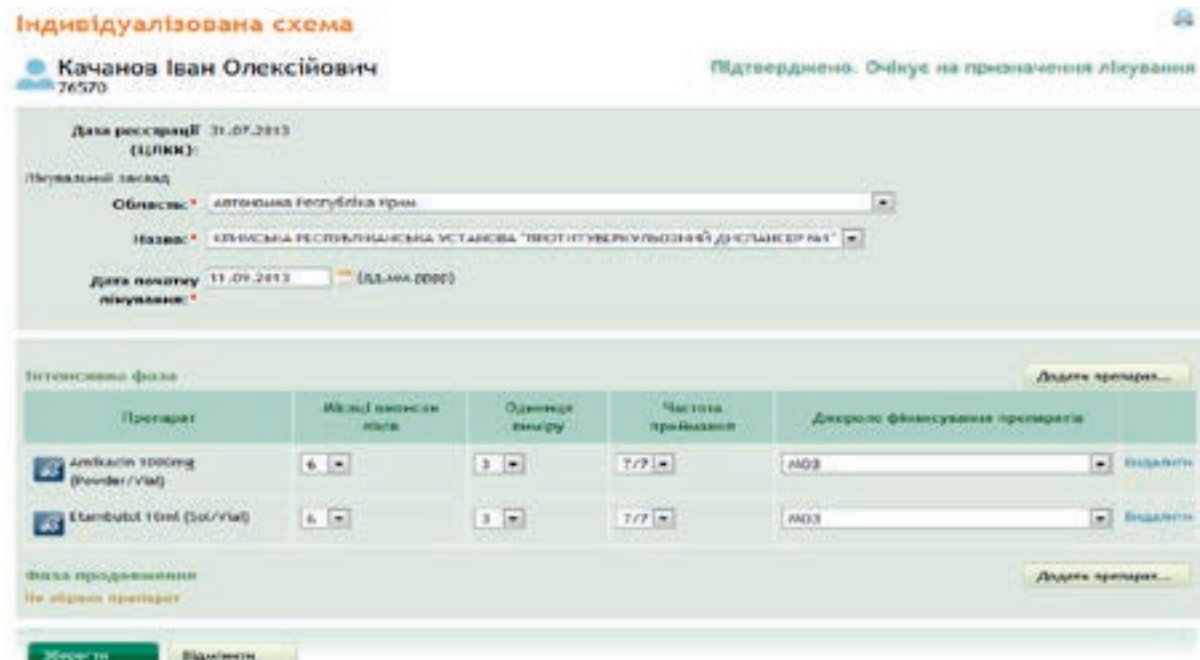 Індивідуалізована схема
Качанов Іван Олексійович
76570
Підтверджено. Очікує на призначення лікування
Дата реєстрації (ЦЛКК): 31.07.2013
Лікувальний заклад
Область:* Автономна Республіка Крим
Назва:* КРИМСЬКА РЕСПУБЛІКАНСЬКА УСТАНОВА "ПРОТИТУБЕРКУЛЬОЗНИЙ ДИСПАНСЕР №1"
Дата початку лікування:* 11.09.2013 (дд.мм.рррр)
Інтенсивна фаза
Додати препарат...
Препарат
Місяці виписки ліків
Одиниця виміру
Частота приймання
Джерело фінансування препаратів
Amikacin 1000mg (Powder/Vial) 6 3 7/7 МОЗ Видалити
Etambutol 10ml (Sol/Vial) 6 3 7/7 МОЗ Видалити
Фаза продовження
Додати препарат...
Не обрано препарат
Зберегти Відмінити